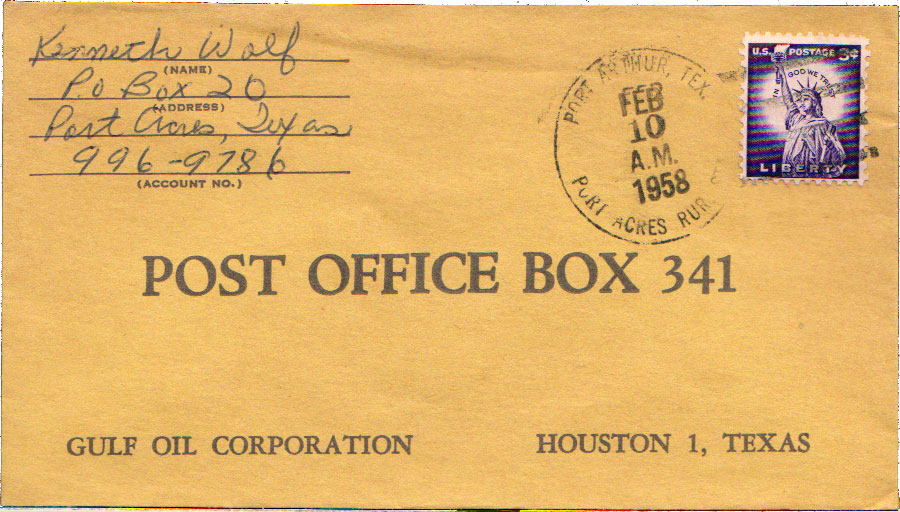 Kenneth Wolf
(NAME)
P.O Box 20
(ADDRESS)
Port Acres, Texas
996-9786
(ACCOUNT NO.)
PORT ARTHUR, TEX.
FEB
10
A.M.
1958
PORT ACRES RUR
U.S. POSTAGE 3¢
IN GOD WE TRUST
LIBERTY
POST OFFICE BOX 341
GULF OIL CORPORATION
HOUSTON 1, TEXAS